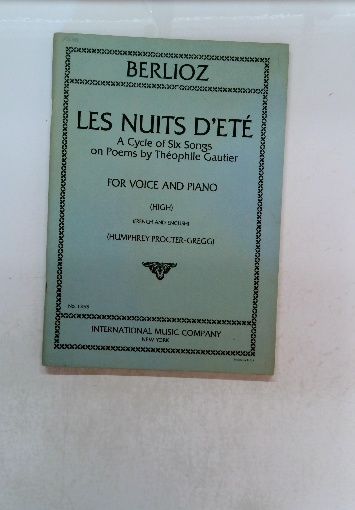 BERLIOZ
LES NUITS D'ETÉ
A Cycle of Six Songs
on Poems by Théophile Gautier
FOR VOICE AND PIANO
(HIGH)
(FRENCH AND ENGLISH)
(HUMPHREY PROCTER-GREGG)
INTERNATIONAL MUSIC COMPANY
NEW YORK